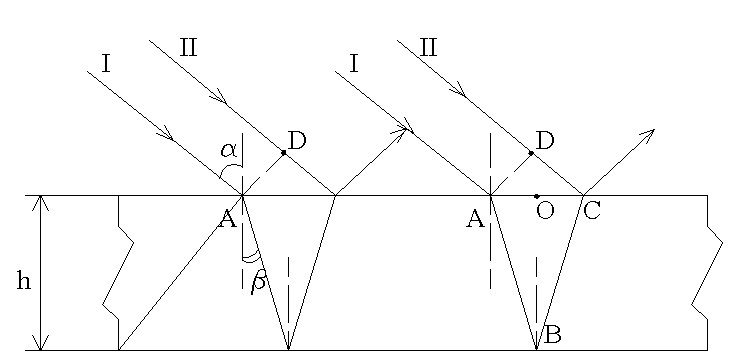 I II I II
α D D
A A O C
h β B